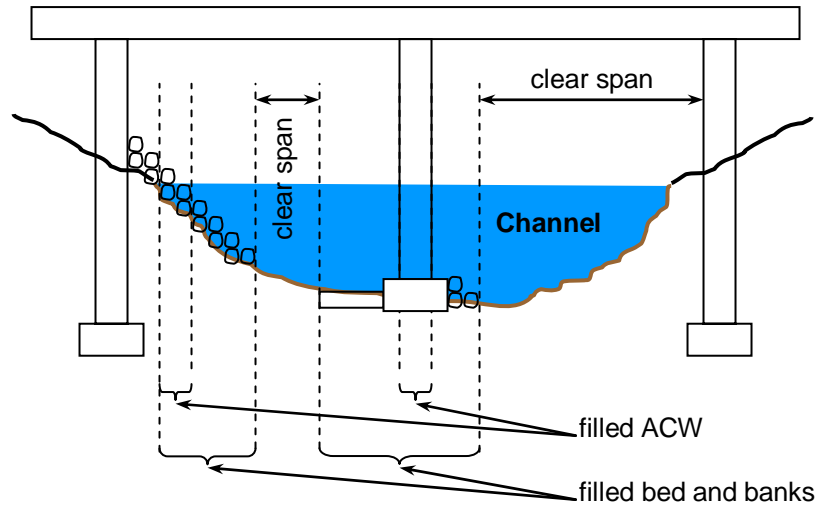 clear span
clear span
Channel
filled ACW
filled bed and banks